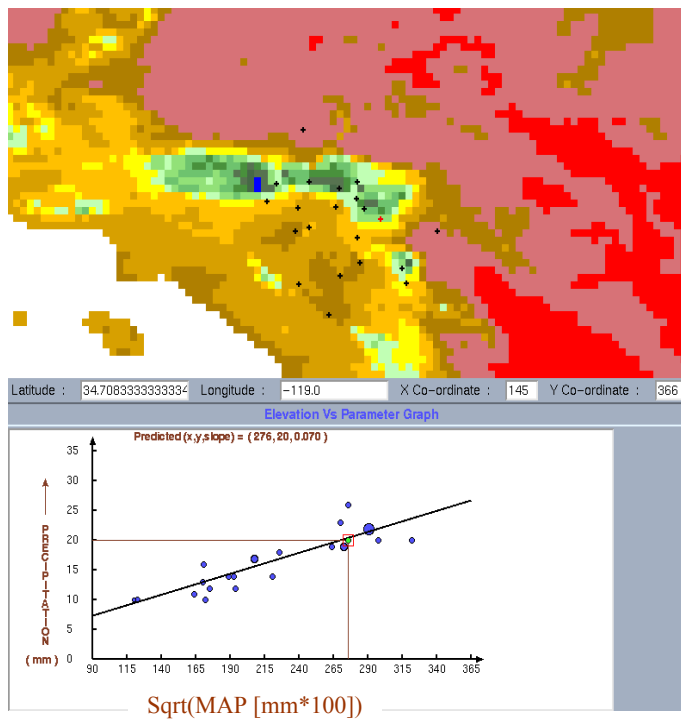 Latitude : 34.7083333333334 Longitude : -119.0 X Co-ordinate : 145 Y Co-ordinate : 366
Elevation Vs Parameter Graph
Predicted (x,y,slope) = ( 276, 20, 0.070 )
35
30
25
20
15
10
5
0
PRECIPITATION
( mm )
90 115 140 165 190 215 240 265 290 315 340 365
Sqrt(MAP [mm*100])